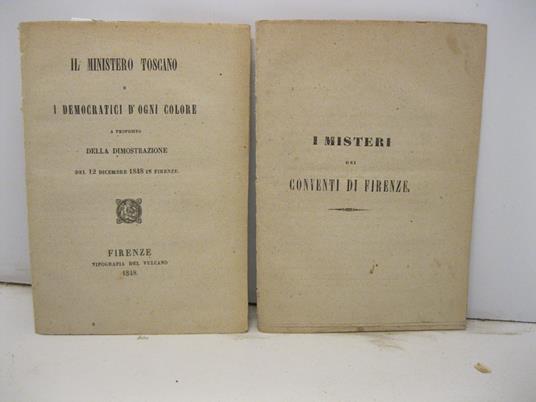 IL MINISTERO TOSCANO
E
I DEMOCRATICI D' OGNI COLORE
A PROPOSITO
DELLA DIMOSTRAZIONE
DEL 12 DICEMBRE 1848 IN FIRENZE.
FIRENZE
TIPOGRAFIA DEL VULCANO
1848.
I MISTERI
DEI
CONVENTI DI FIRENZE.